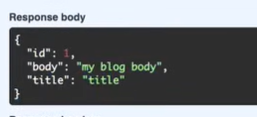 Response body
{
"id": 1,
"body": "my blog body",
"title": "title"
}